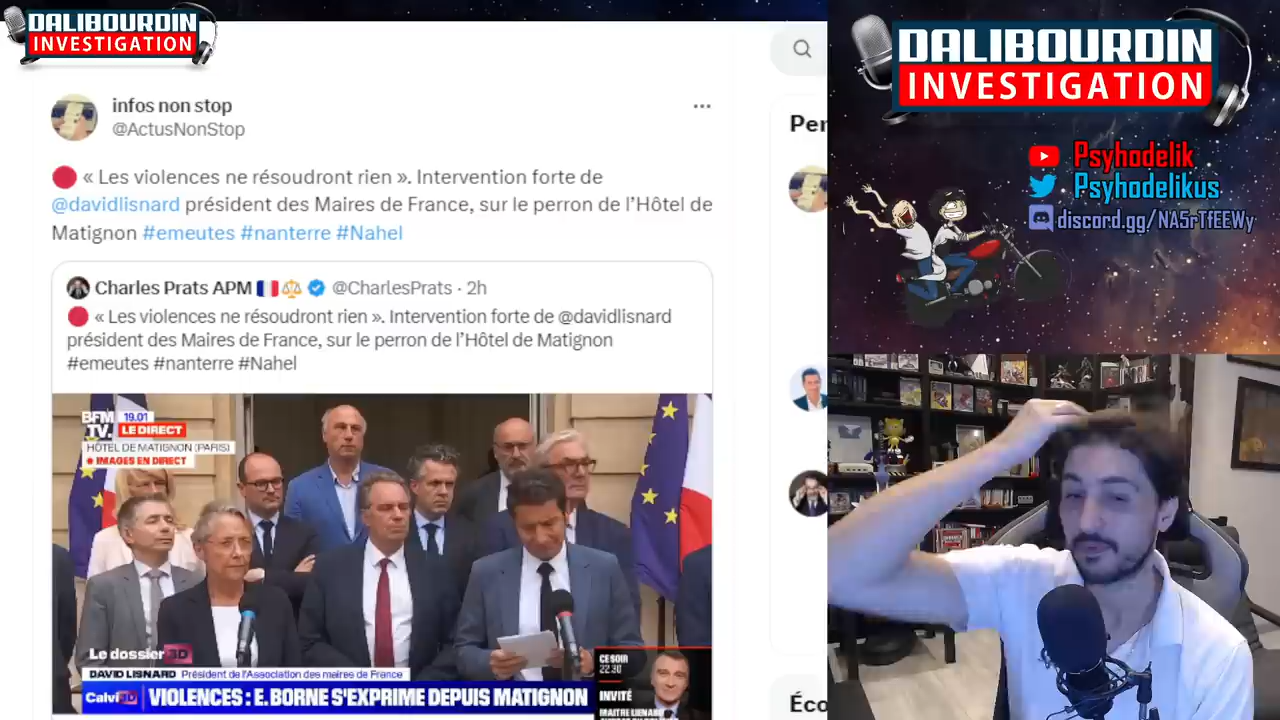 DALIBOURDIN
INVESTIGATION
infos non stop
@ActusNonStop
« Les violences ne résoudront rien ». Intervention forte de
@davidlisnard président des Maires de France, sur le perron de l'Hôtel de
Matignon #emeutes #nanterre #Nahel
Charles Prats APM @CharlesPrats · 2h
« Les violences ne résoudront rien ». Intervention forte de @davidlisnard
président des Maires de France, sur le perron de l'Hôtel de Matignon
#emeutes #nanterre #Nahel
BFM
TV.
19.01
LE DIRECT
HÔTEL DE MATIGNON (PARIS)
IMAGES EN DIRECT
Le dossier BD
DAVID LISNARD Président de l'Association des maires de France
Calvi 3D VIOLENCES : E. BORNE S'EXPRIME DEPUIS MATIGNON
CE SOIR
22.30
INVITÉ
Per
Éco
DALIBOURDIN
INVESTIGATION
Psyhodelik
Psyhodelikus
discord.gg/NA5rTfEEWy